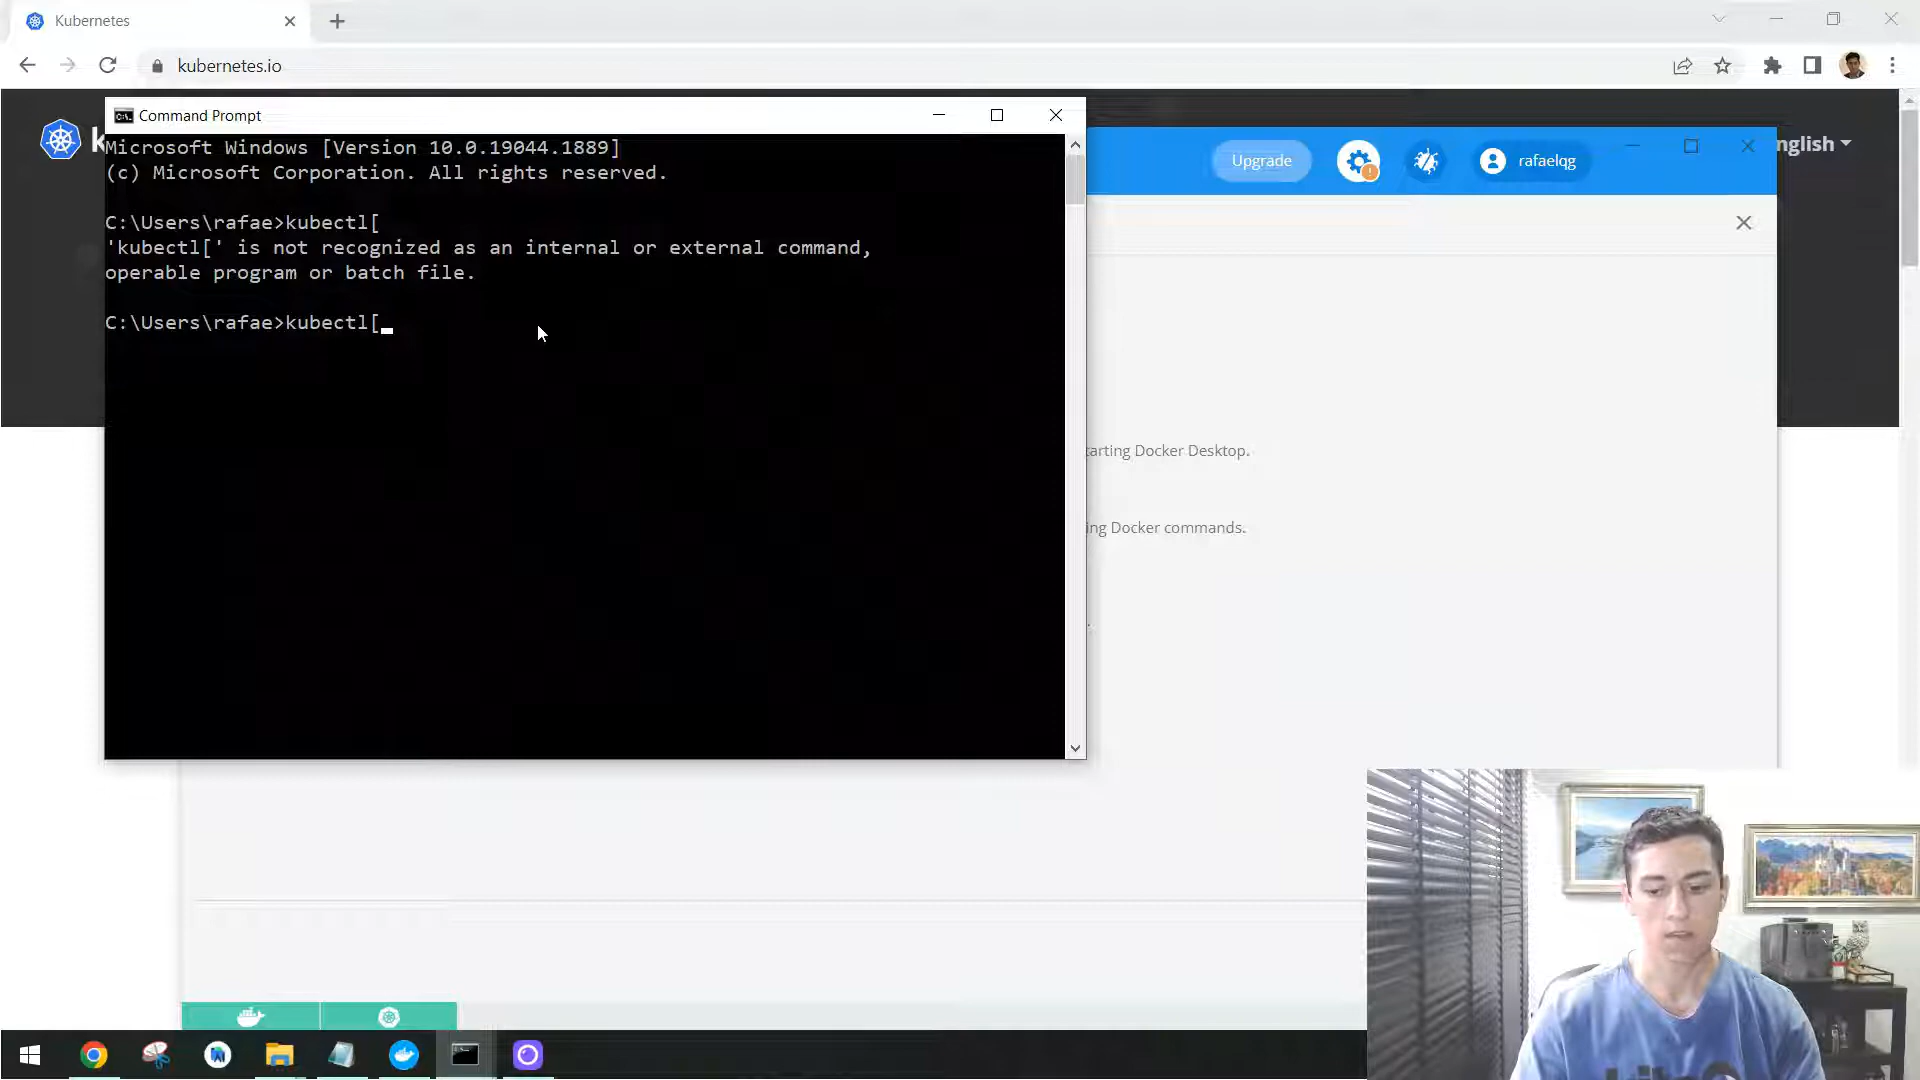 Kubernetes
kubernetes.io
Command Prompt
Microsoft Windows [Version 10.0.19044.1889]
(c) Microsoft Corporation. All rights reserved.
C:\Users\rafae>kubectl[
'kubectl[' is not recognized as an internal or external command,
operable program or batch file.
C:\Users\rafae>kubectl[
Upgrade
rafaelqg
nglish
arting Docker Desktop.
ing Docker commands.